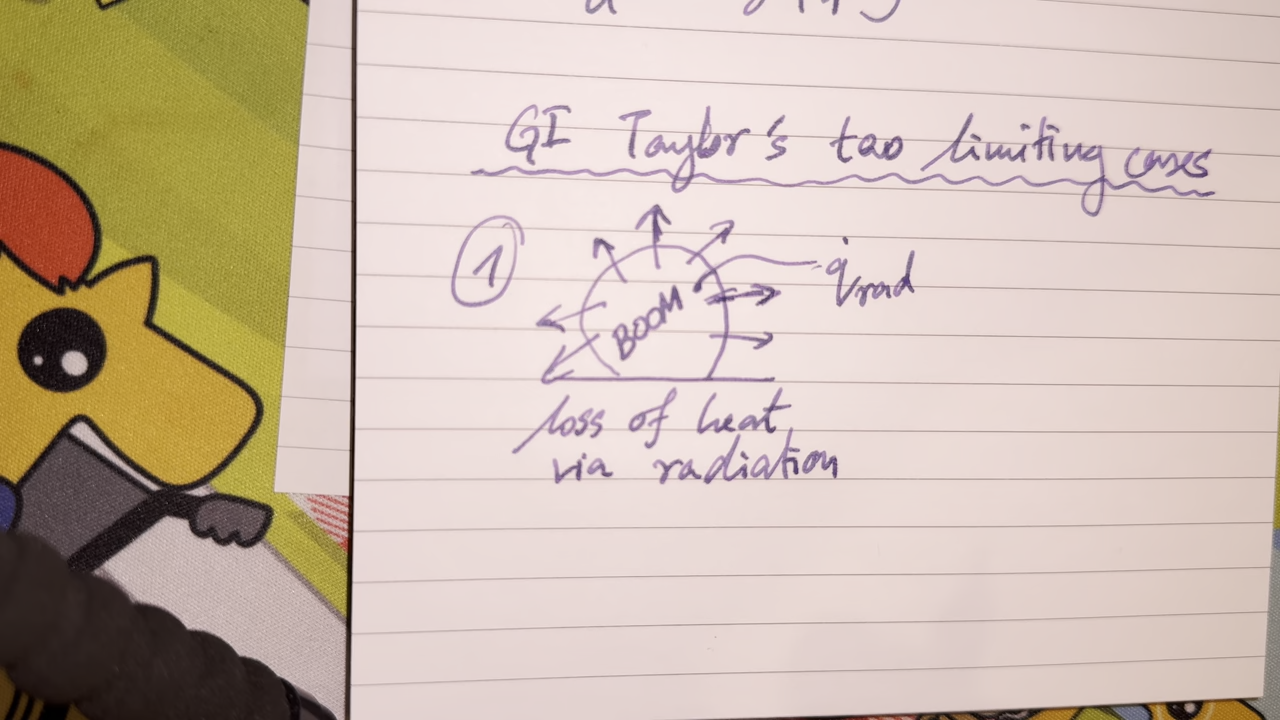 GI Taylor's two limiting cases
1
BOOM
q̇rad
loss of heat
via radiation